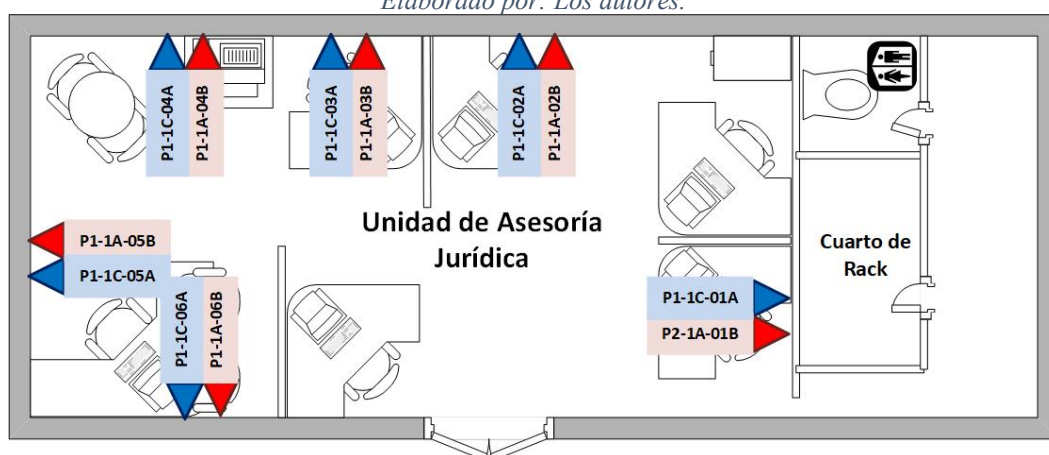 Elaborado por: Los autores.
P1-1C-04A
P1-1A-04B
P1-1C-03A
P1-1A-03B
P1-1C-02A
P1-1A-02B
Unidad de Asesoría
Jurídica
Cuarto de
Rack
P1-1A-05B
P1-1C-05A
P1-1C-06A
P1-1A-06B
P1-1C-01A
P2-1A-01B